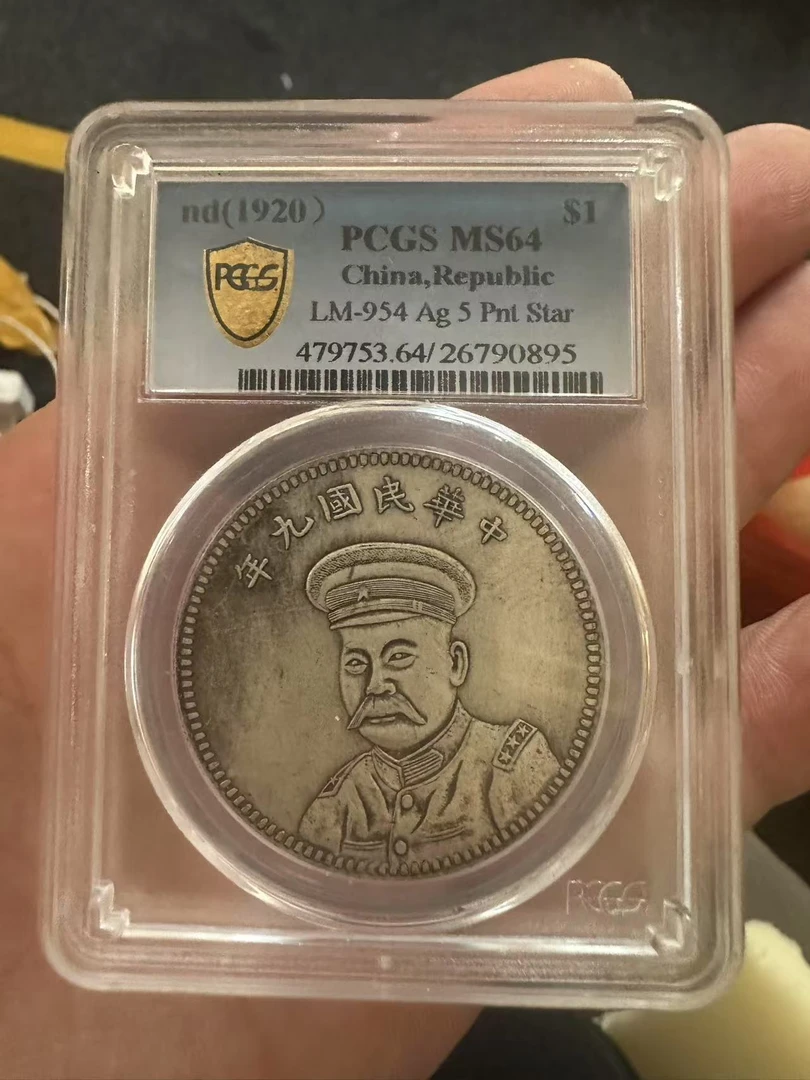 nd(1920） $1
PCGS MS64
PCGS
China,Republic
LM-954 Ag 5 Pnt Star
479753.64/26790895
年九國民華中
PCGS